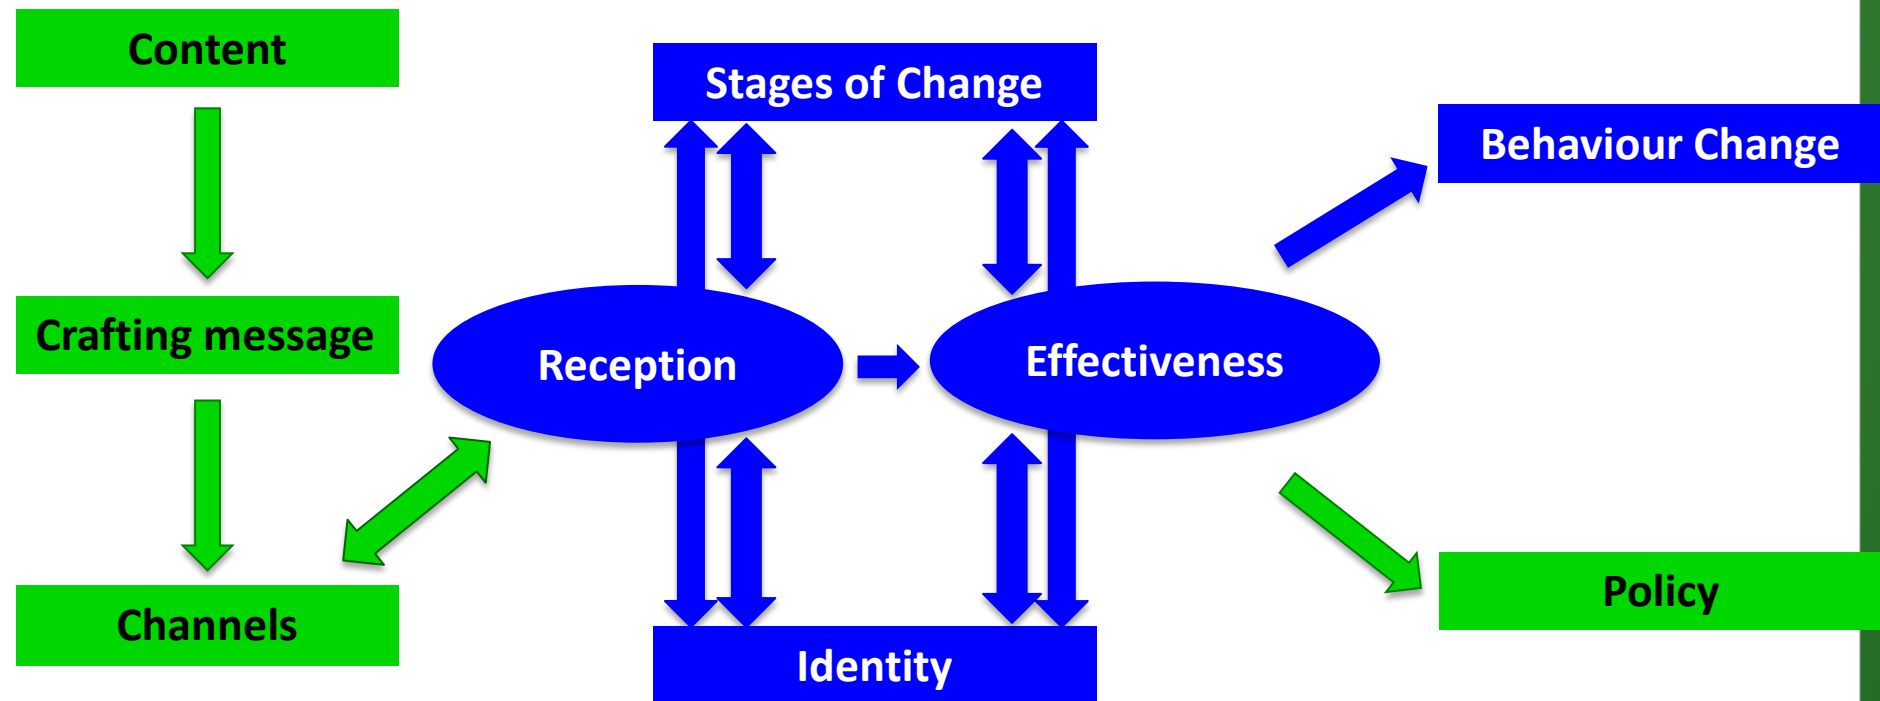 Content
Stages of Change
Behaviour Change
Crafting message
Reception
Effectiveness
Channels
Policy
Identity